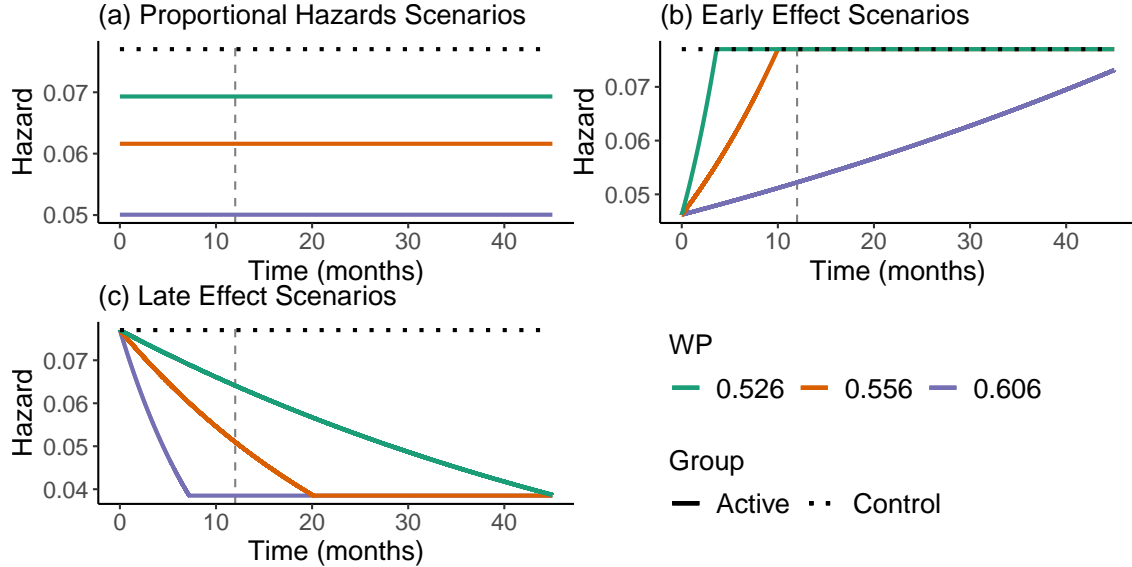 (a) Proportional Hazards Scenarios
Hazard
0.07
0.06
0.05
0 10 20 30 40
Time (months)
(b) Early Effect Scenarios
Hazard
0.07
0.06
0.05
0 10 20 30 40
Time (months)
(c) Late Effect Scenarios
Hazard
0.07
0.06
0.05
0.04
0 10 20 30 40
Time (months)
WP
0.526 0.556 0.606
Group
Active Control